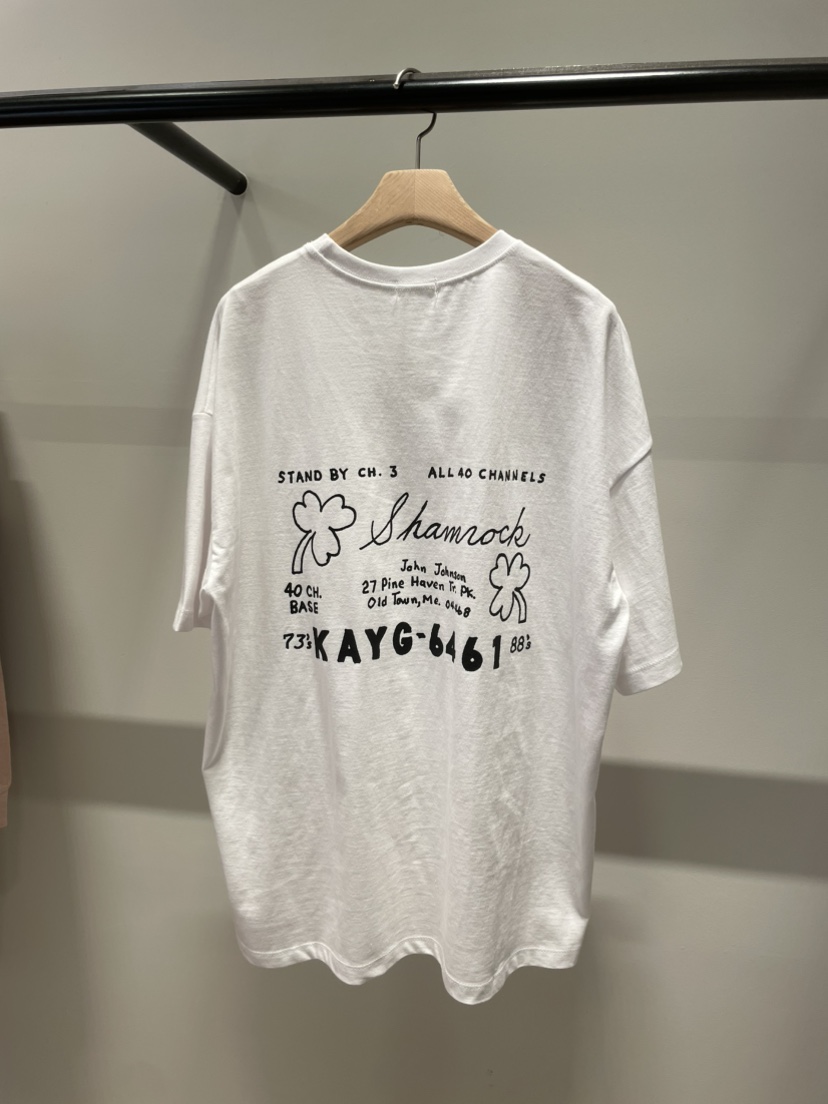 STAND BY CH. 3 ALL 40 CHANNELS
Shamrock
John Johnson
27 Pine Haven Tr. Pk.
Old Town, Me. 04468
40 CH.
BASE
73's KAYG-6461 88's